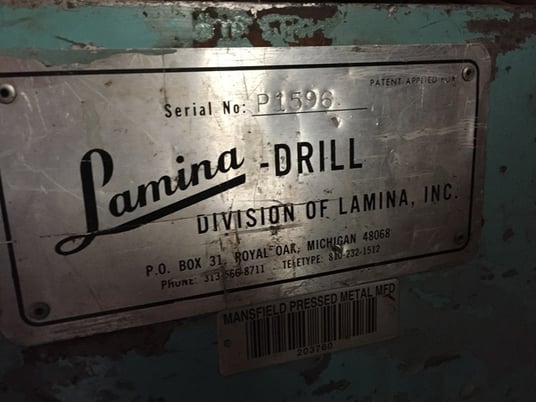 PATENT APPLIED FOR
Serial No: P1596
Lamina -DRILL
DIVISION OF LAMINA, INC.
P.O. BOX 31, ROYAL OAK, MICHIGAN 48068
PHONE: 313-566-8711 TELETYPE: 810-232-1512
MANSFIELD PRESSED METAL MFD
203760